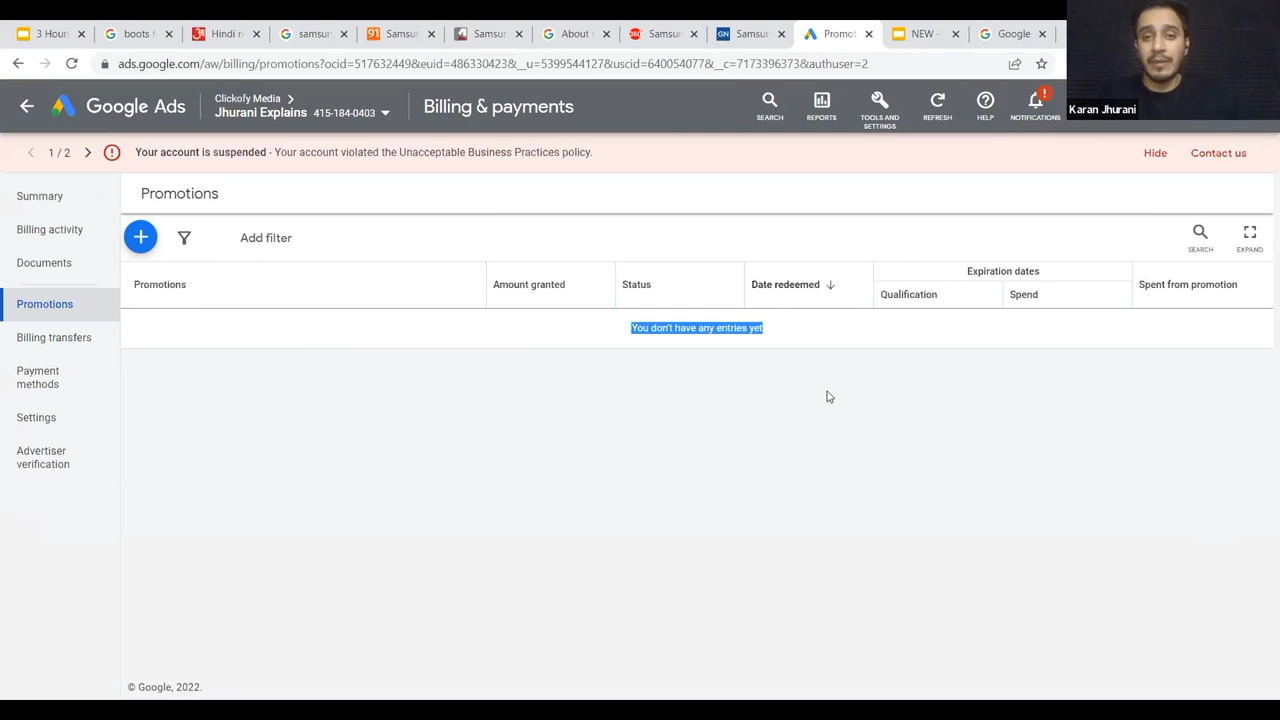 3 Hour
boots f
Hindi n
samsun
Samsu
Samsur
About t
Samsu
Samsu
Promot
NEW -
Google
ads.google.com/aw/billing/promotions?ocid=517632449&euid=486330423&__u=5399544127&uscid=640054077&__c=7173396373&authuser=2
Google Ads
Clickofy Media
Jhurani Explains 415-184-0403
Billing & payments
SEARCH
REPORTS
TOOLS AND SETTINGS
REFRESH
HELP
NOTIFICATIONS
Karan Jhurani
1 / 2
Your account is suspended - Your account violated the Unacceptable Business Practices policy.
Hide
Contact us
Summary
Billing activity
Documents
Promotions
Billing transfers
Payment
methods
Settings
Advertiser
verification
Promotions
Add filter
SEARCH
EXPAND
Promotions
Amount granted
Status
Date redeemed
Expiration dates
Qualification
Spend
Spent from promotion
You don't have any entries yet
© Google, 2022.